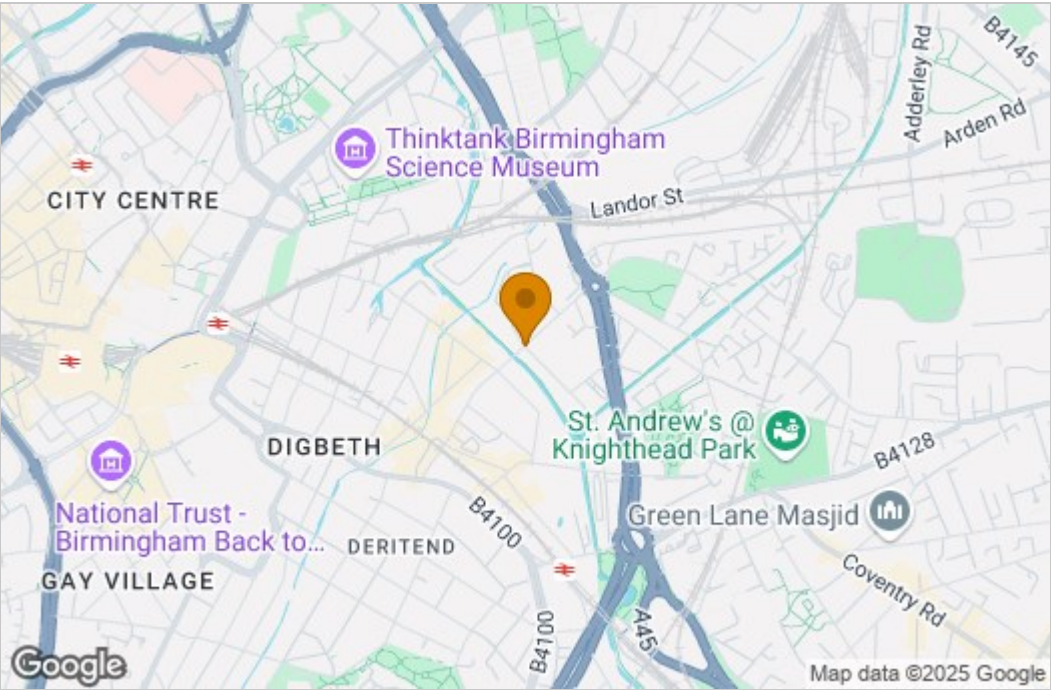 B4145
Adderley Rd
Arden Rd
Thinktank Birmingham
Science Museum
CITY CENTRE
Landor St
DIGBETH
St. Andrew's @
Knighthead Park
B4128
National Trust -
Birmingham Back to...
B4100
Green Lane Masjid
DERITEND
GAY VILLAGE
Coventry Rd
B4100
A45
Google
Map data ©2025 Google